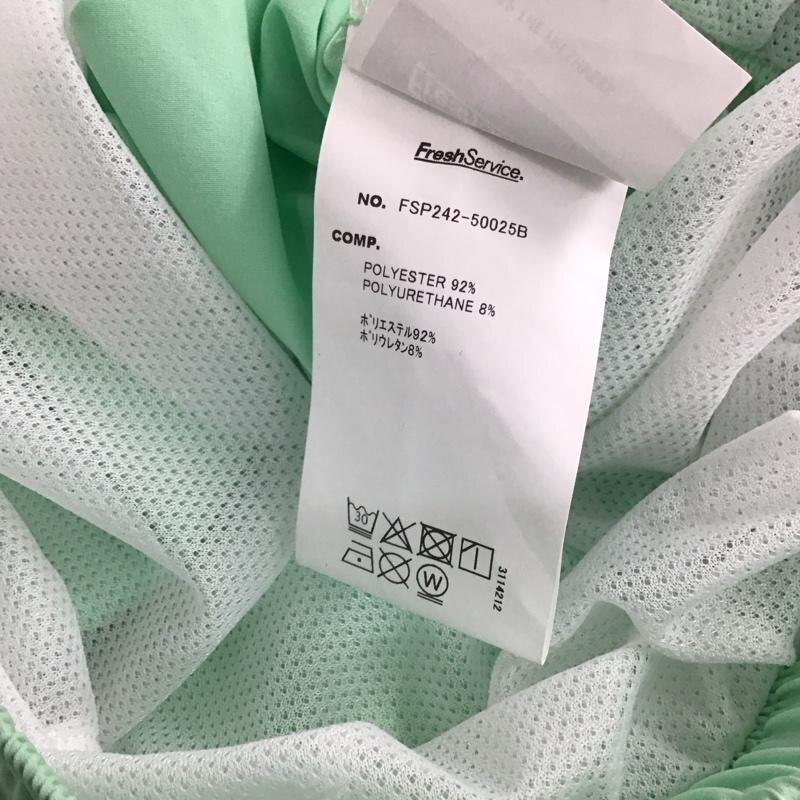 FreshService.
NO. FSP242-50025B
COMP.
POLYESTER 92%
POLYURETHANE 8%
ポリエステル92%
ポリウレタン8%
30
W
3114212